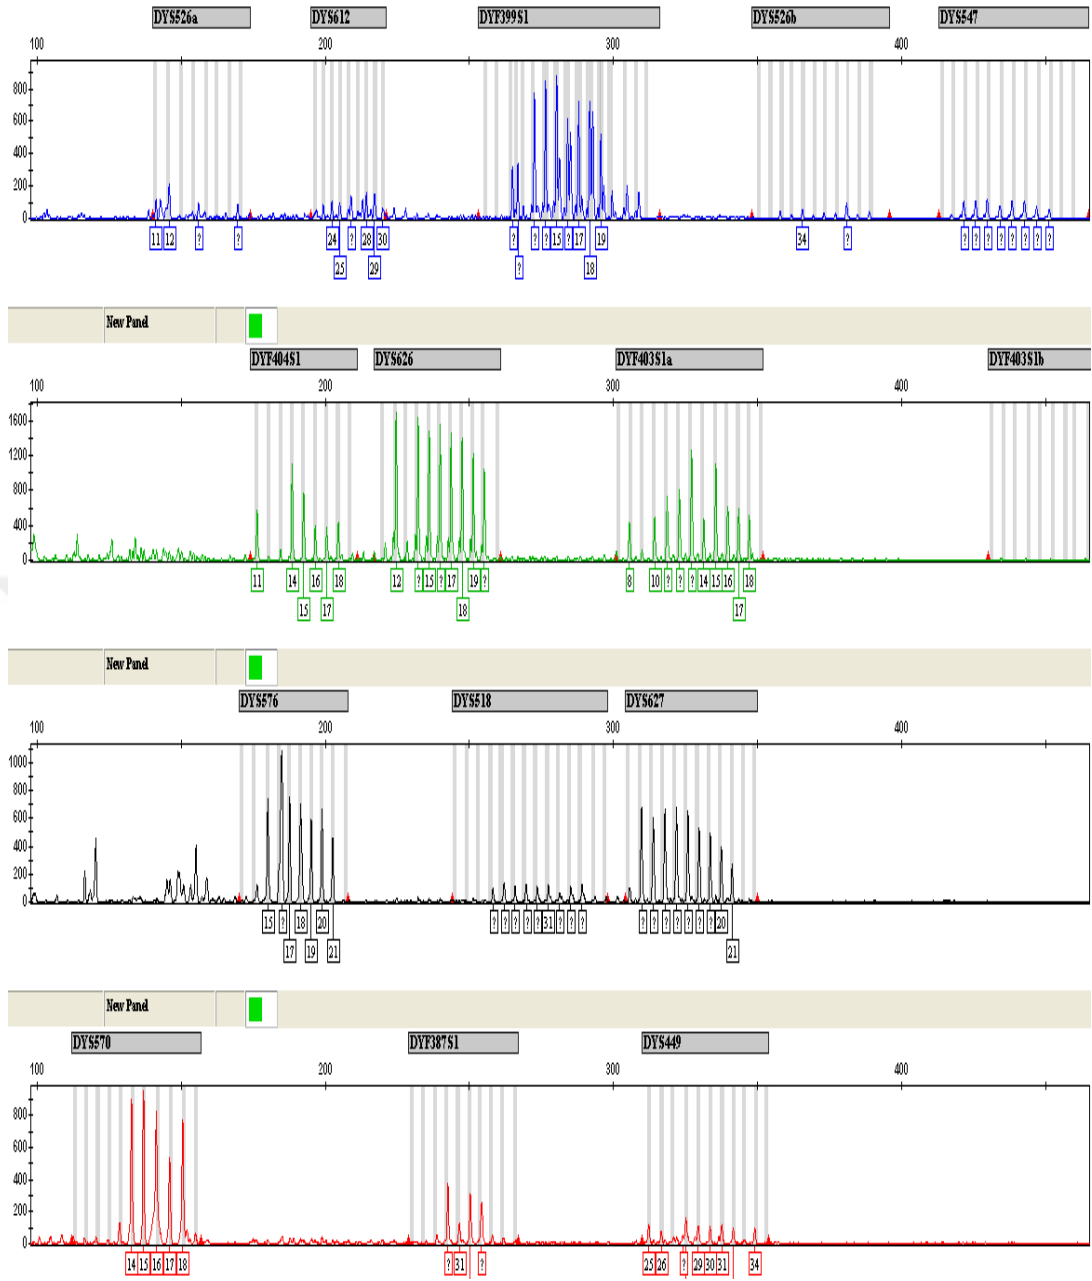 DYS526a DYS612 DYF399S1 DYS526b DYS547
100 200 300 400
800
600
400
200
0
11 12 ? ? 24 ? 28 30 ? ? ? ? 15 ? 17 19 34 ? ? ? ? ? ? ? ? ?
25 29 ? 18
New Panel
DYF404S1 DYS626 DYF403S1a DYF403S1b
100 200 300 400
1600
1200
800
400
0
11 14 16 18 12 ? 15 ? 17 19 ? 8 10 ? ? ? 14 15 16 18
15 17 18 17
New Panel
DYS576 DYS518 DYS627
100 200 300 400
1000
800
600
400
200
0
15 ? 18 20 ? ? ? ? ? 31 ? ? ? ? ? ? ? ? ? ? 20
17 19 21 21
New Panel
DYS570 DYF387S1 DYS449
100 200 300 400
800
600
400
200
0
14 15 16 17 18 ? 31 ? 25 26 ? 29 30 31 34